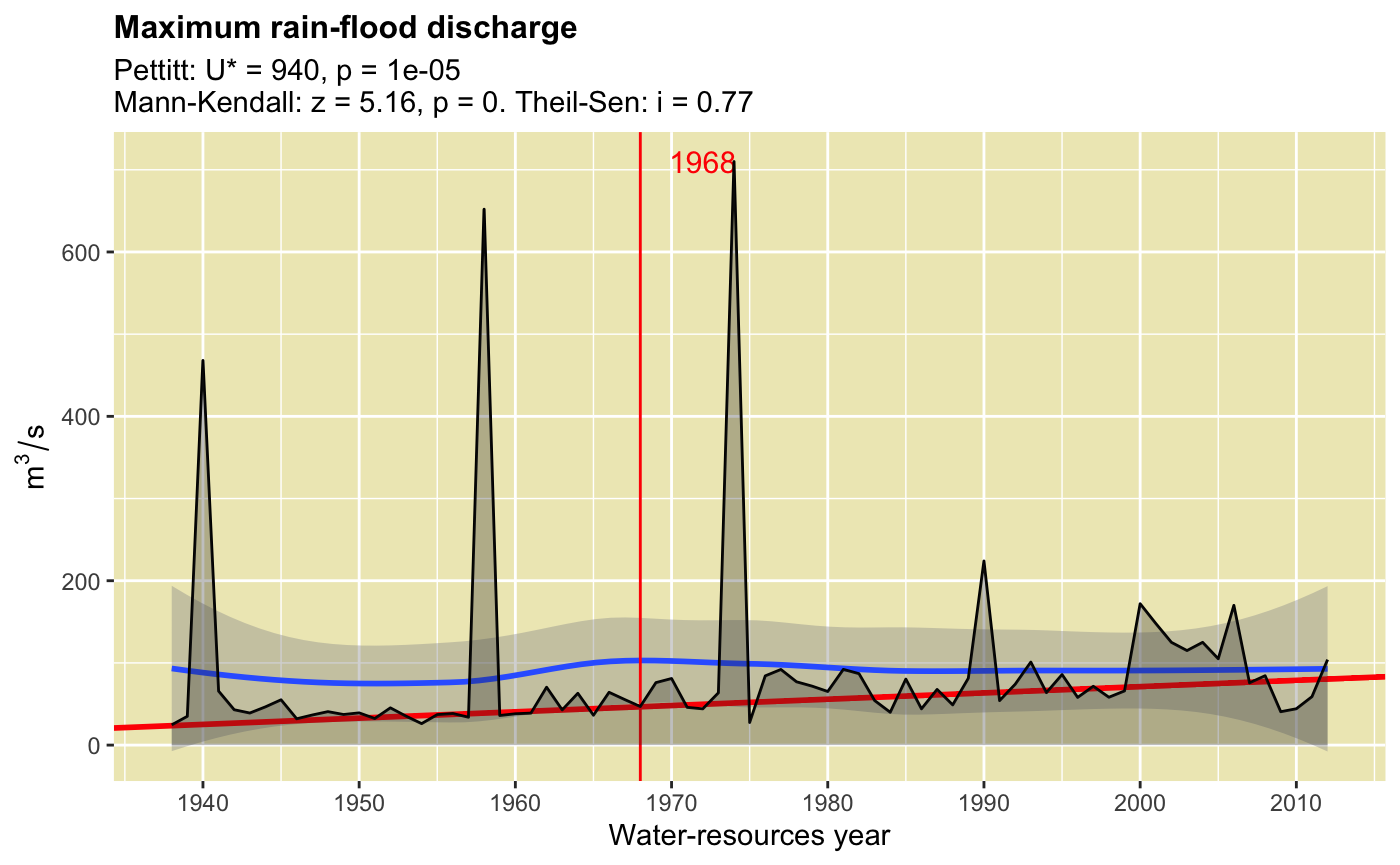 Maximum rain-flood discharge
Pettitt: U* = 940, p = 1e-05
Mann-Kendall: z = 5.16, p = 0. Theil-Sen: i = 0.77
1968
600
400
200
0
m³/s
1940 1950 1960 1970 1980 1990 2000 2010
Water-resources year